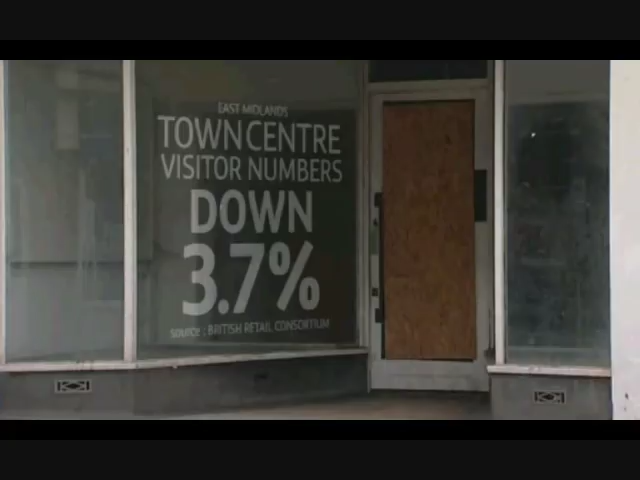 EAST MIDLANDS
TOWN CENTRE
VISITOR NUMBERS
DOWN
3.7%
source : BRITISH RETAIL CONSORTIUM